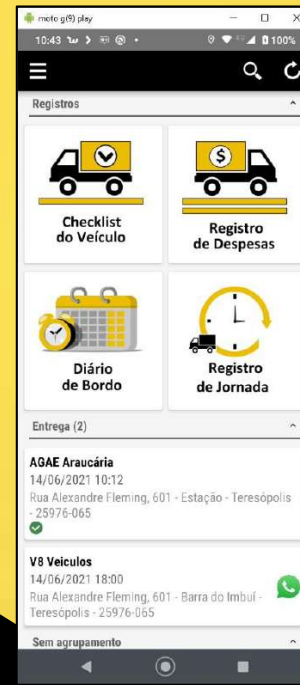 moto g(9) play
10:43
100%
Registros
Checklist
do Veículo
$
Registro
de Despesas
Diário
de Bordo
Registro
de Jornada
Entrega (2)
AGAE Araucária
14/06/2021 10:12
Rua Alexandre Fleming, 601 - Estação - Teresópolis
- 25976-065
V8 Veiculos
14/06/2021 18:00
Rua Alexandre Fleming, 601 - Barra do Imbuí -
Teresópolis - 25976-065
Sem agrupamento